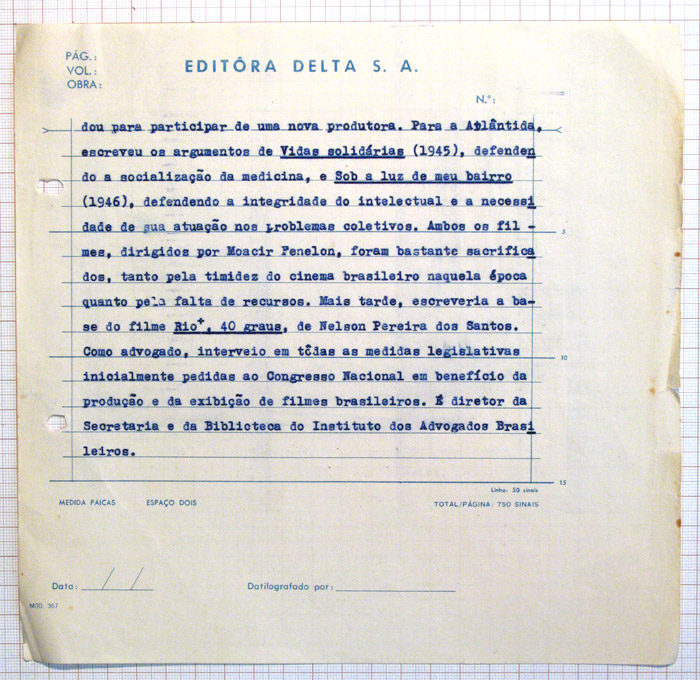 PÁG.:
VOL.:
OBRA:
EDITÔRA DELTA S. A.
N.°:
dou para participar de uma nova produtora. Para a Atlântida,
escreveu os argumentos de Vidas solidárias (1945), defenden
do a socialização da medicina, e Sob a luz de meu bairro
(1946), defendendo a integridade do intelectual e a necessi
dade de sua atuação nos problemas coletivos. Ambos os fil -
mes, dirigidos por Moacir Fenelon, foram bastante sacrifica
dos, tanto pela timidez do cinema brasileiro naquela época
quanto pela falta de recursos. Mais tarde, escreveria a ba-
se do filme Rio+, 40 graus, de Nelson Pereira dos Santos.
Como advogado, interveio em tôdas as medidas legislativas
inicialmente pedidas ao Congresso Nacional em benefício da
produção e da exibição de filmes brasileiros. É diretor da
Secretaria e da Biblioteca do Instituto dos Advogados Brasi
leiros.
5
10
15
Linha: 50 sinais
MEDIDA PAICAS ESPAÇO DOIS TOTAL/PÁGINA: 750 SINAIS
Data: / / Datilografado por:
MOD. 367